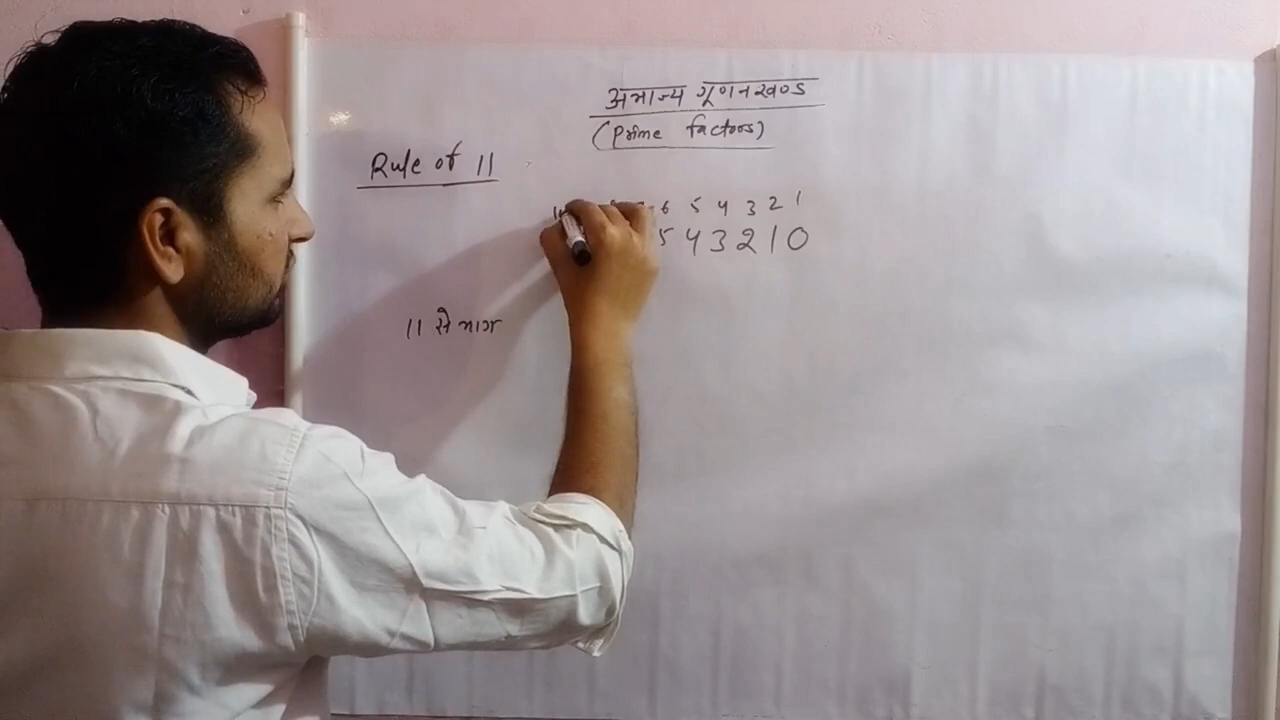 अभाज्य गूणनखण्ड
(Prime factors)
Rule of 11
6 5 4 3 2 1
5 4 3 2 1 0
11 से भाग